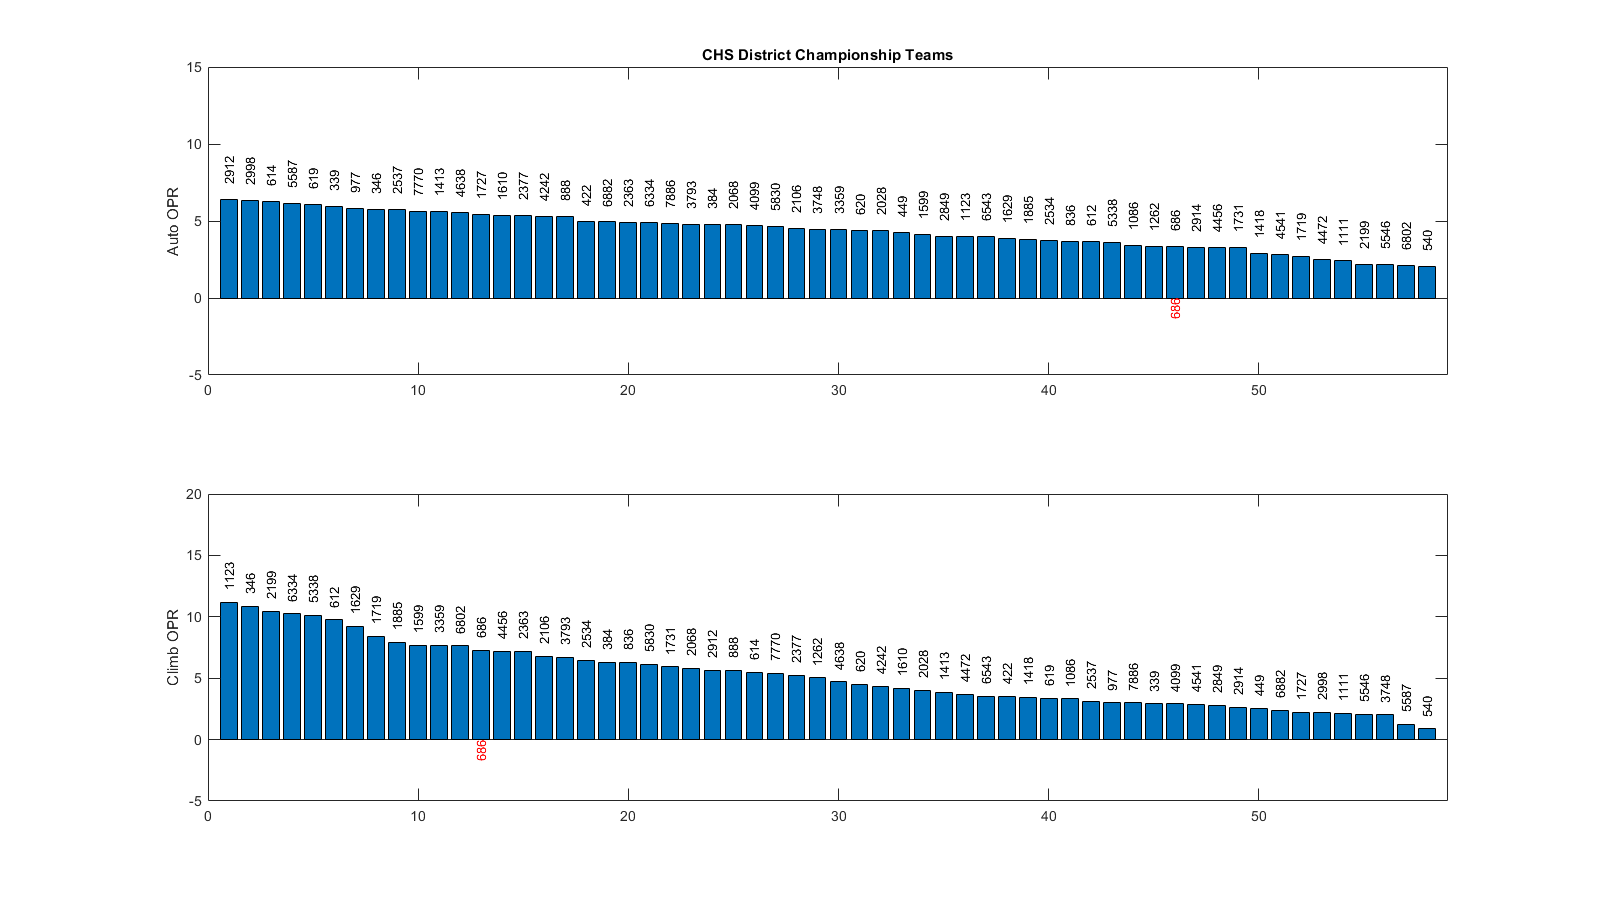 CHS District Championship Teams
15
10
5
0
-5
Auto OPR
2912 2998 614 5587 619 339 977 346 2537 7770 1413 4638 1727 1610 2377 4242 888 422 6882 2363 6334 7886 3793 384 2068 4099 5830 2106 3748 3359 620 2028 449 1599 2849 1123 6543 1629 1885 2534 836 612 5338 1086 1262 686 2914 4456 1731 1418 4541 1719 4472 1111 2199 5546 6802 540
686
0 10 20 30 40 50
20
15
10
5
0
-5
Climb OPR
1123 346 2199 6334 5338 612 1629 1719 1885 1599 3359 6802 686 4456 2363 2106 3793 2534 384 836 5830 1731 2068 2912 888 614 7770 2377 1262 4638 620 4242 1610 2028 1413 4472 6543 422 1418 619 1086 2537 977 7886 339 4099 4541 2849 2914 449 6882 1727 2998 1111 5546 3748 5587 540
686
0 10 20 30 40 50